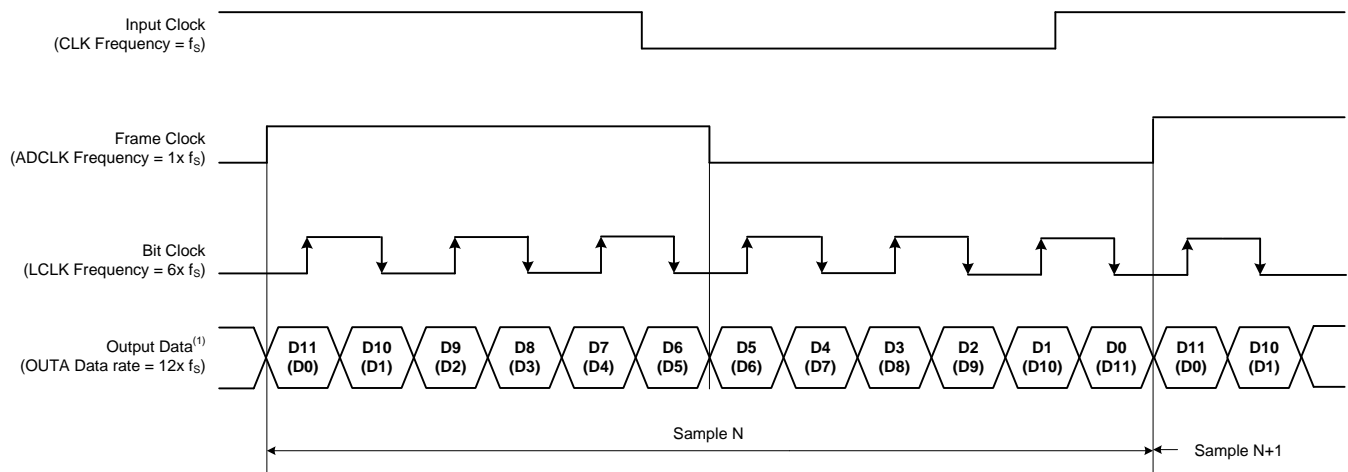 Input Clock
(CLK Frequency = fS)
Frame Clock
(ADCLK Frequency = 1x fS)
Bit Clock
(LCLK Frequency = 6x fS)
Output Data(1)
(OUTA Data rate = 12x fS)
D11 D10 D9 D8 D7 D6 D5 D4 D3 D2 D1 D0 D11 D10
(D0) (D1) (D2) (D3) (D4) (D5) (D6) (D7) (D8) (D9) (D10) (D11) (D0) (D1)
Sample N
Sample N+1